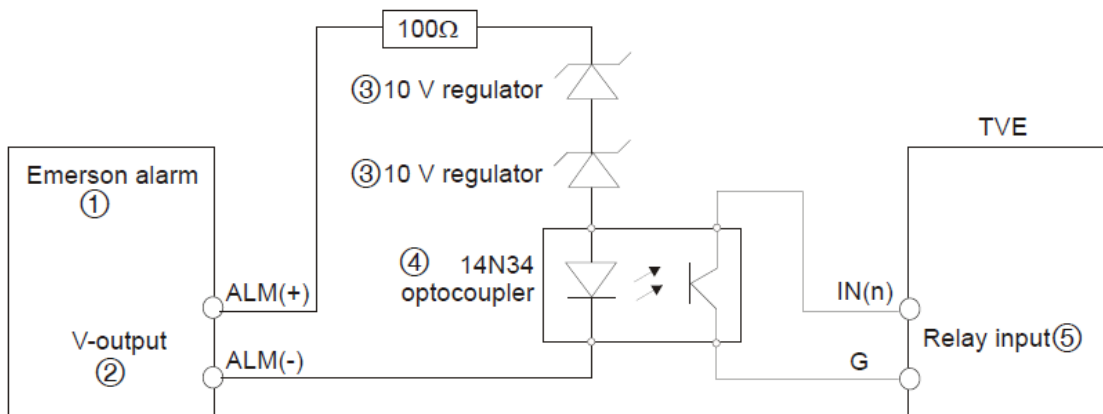 100Ω
③10 V regulator
TVE
③10 V regulator
Emerson alarm
①
④ 14N34
optocoupler
ALM(+)
IN(n)
V-output
②
ALM(-)
Relay input⑤
G